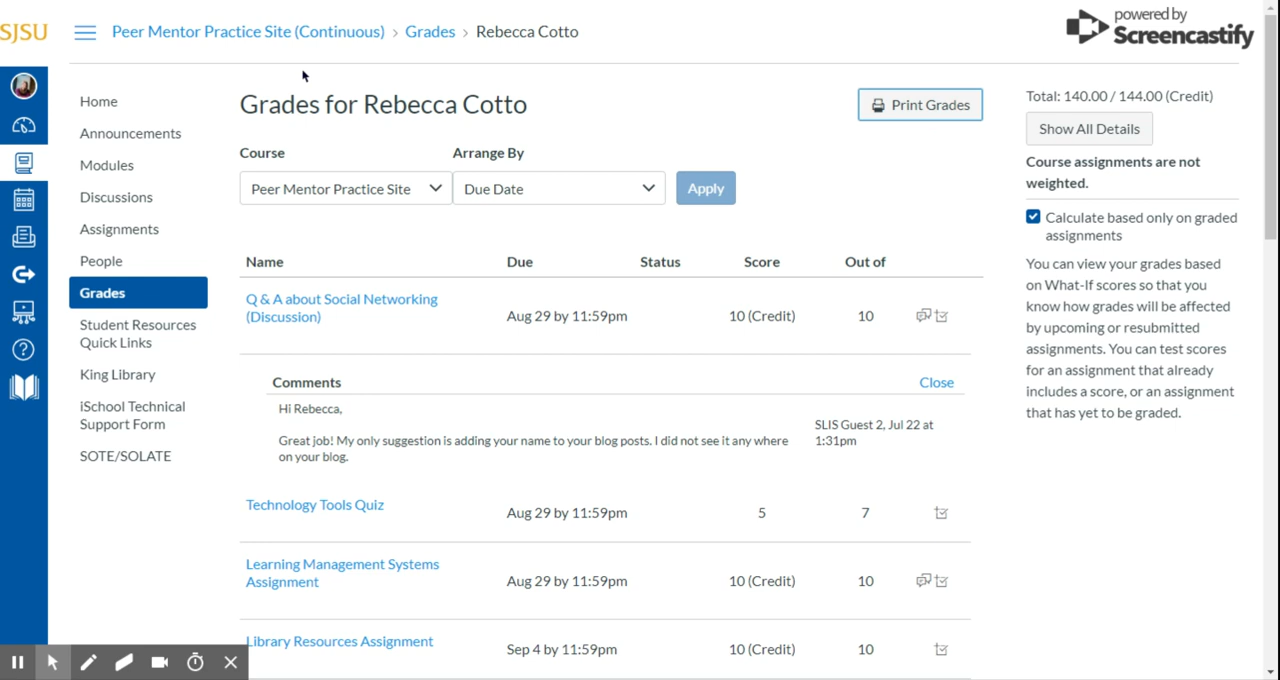 SJSU
Peer Mentor Practice Site (Continuous) › Grades › Rebecca Cotto
powered by
Screencastify
Home
Announcements
Modules
Discussions
Assignments
People
Grades
Student Resources
Quick Links
King Library
iSchool Technical
Support Form
SOTE/SOLATE
Grades for Rebecca Cotto
Print Grades
Course
Arrange By
Peer Mentor Practice Site
Due Date
Apply
Name Due Status Score Out of
Q & A about Social Networking
(Discussion)
Aug 29 by 11:59pm 10 (Credit) 10
Comments Close
Hi Rebecca,
Great job! My only suggestion is adding your name to your blog posts. I did not see it any where
on your blog.
SLIS Guest 2, Jul 22 at
1:31pm
Technology Tools Quiz
Aug 29 by 11:59pm 5 7
Learning Management Systems
Assignment
Aug 29 by 11:59pm 10 (Credit) 10
Library Resources Assignment
Sep 4 by 11:59pm 10 (Credit) 10
Total: 140.00 / 144.00 (Credit)
Show All Details
Course assignments are not
weighted.
Calculate based only on graded
assignments
You can view your grades based
on What-If scores so that you
know how grades will be affected
by upcoming or resubmitted
assignments. You can test scores
for an assignment that already
includes a score, or an assignment
that has yet to be graded.